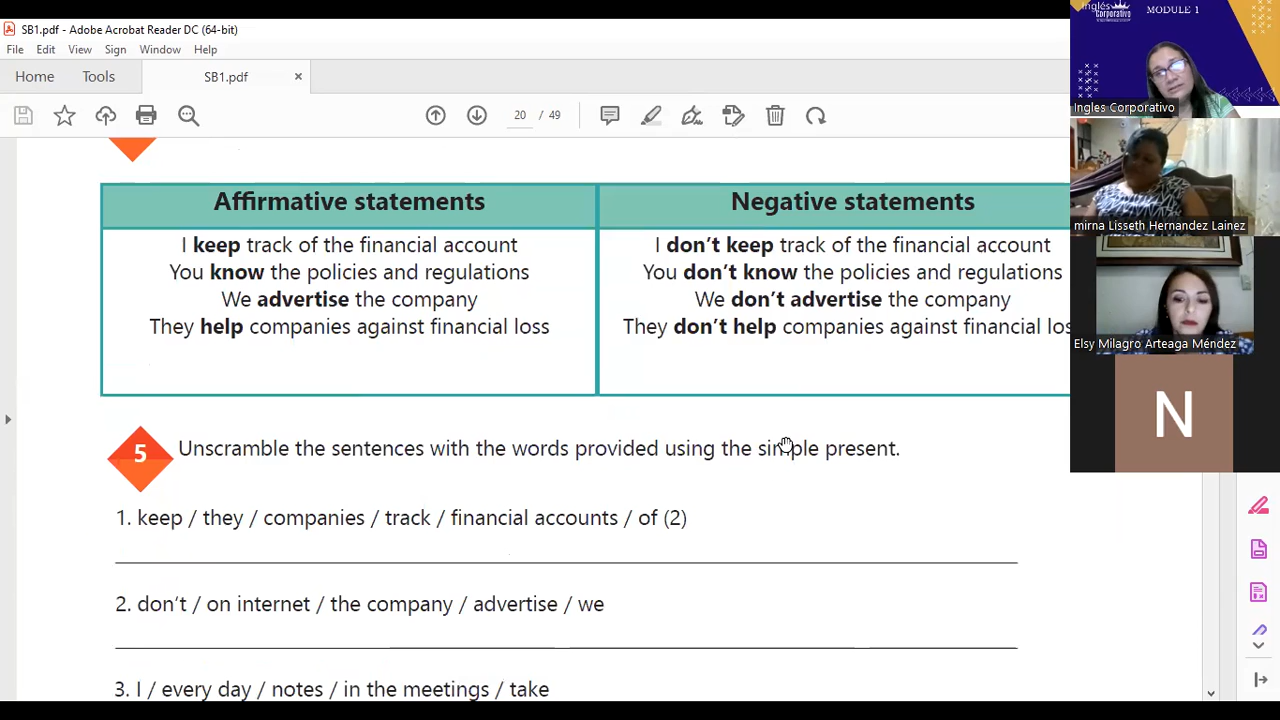 SB1.pdf - Adobe Acrobat Reader DC (64-bit)
File Edit View Sign Window Help
Home Tools SB1.pdf ×
20 / 49
Affirmative statements
I keep track of the financial account
You know the policies and regulations
We advertise the company
They help companies against financial loss
Negative statements
I don't keep track of the financial account
You don't know the policies and regulations
We don't advertise the company
They don't help companies against financial los
5 Unscramble the sentences with the words provided using the simple present.
1. keep / they / companies / track / financial accounts / of (2)
2. don't / on internet / the company / advertise / we
3. I / every day / notes / in the meetings / take
Inglés
corporativo
MODULE 1
Ingles Corporativo
mirna Lisseth Hernandez Lainez
Elsy Milagro Arteaga Méndez
N